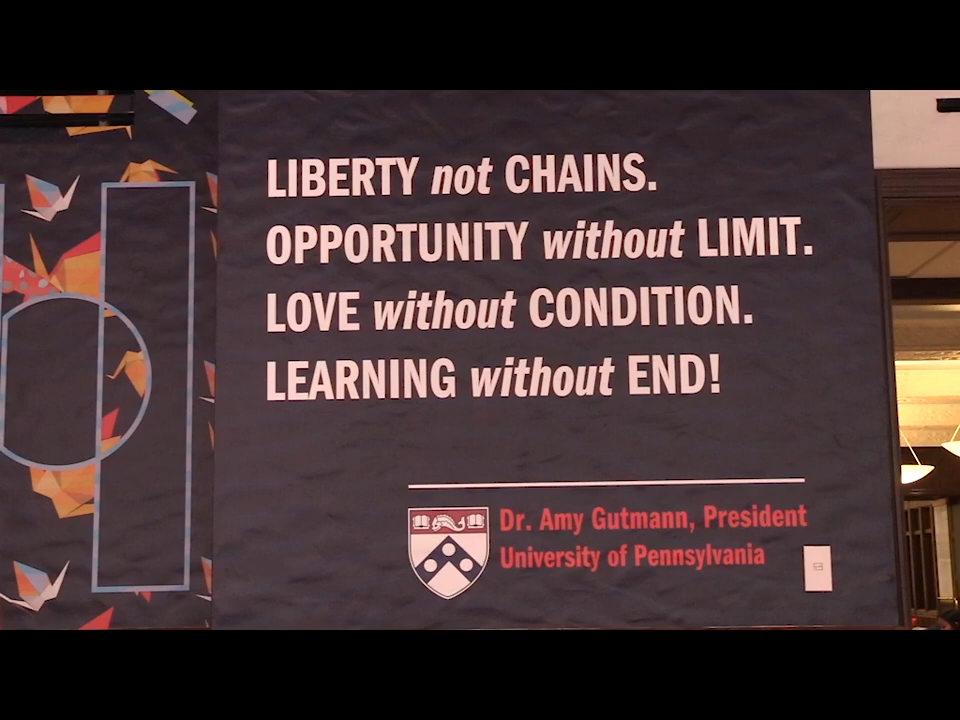 LIBERTY not CHAINS.
OPPORTUNITY without LIMIT.
LOVE without CONDITION.
LEARNING without END!
Dr. Amy Gutmann, President
University of Pennsylvania